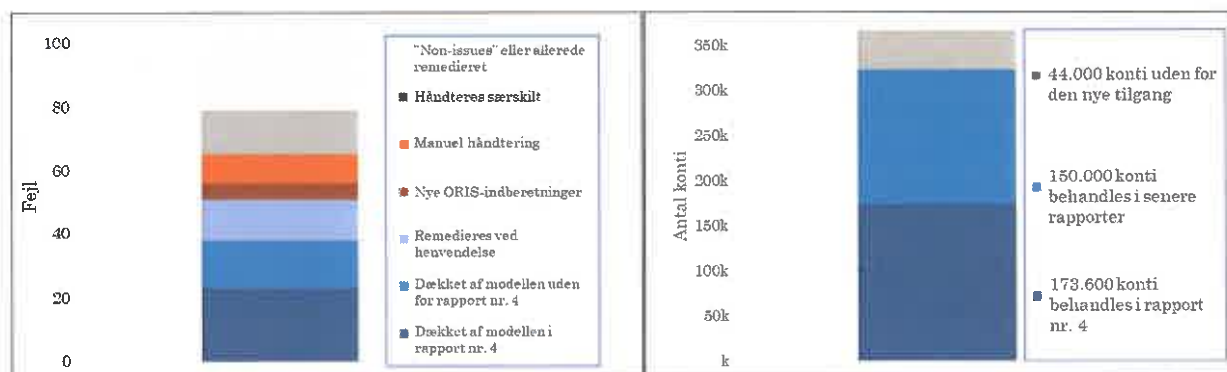 100
80
60
40
20
0
Fejl
"Non-issues" eller allerede
remedieret
Håndteres særskilt
Manuel håndtering
Nye ORIS-indberetninger
Remedieres ved
henvendelse
Dækket af modellen uden
for rapport nr. 4
Dækket af modellen i
rapport nr. 4
350k
300k
250k
200k
150k
100k
50k
k
Antal konti
44.000 konti uden for
den nye tilgang
150.000 konti
behandles i senere
rapporter
173.600 konti
behandles i rapport
nr. 4